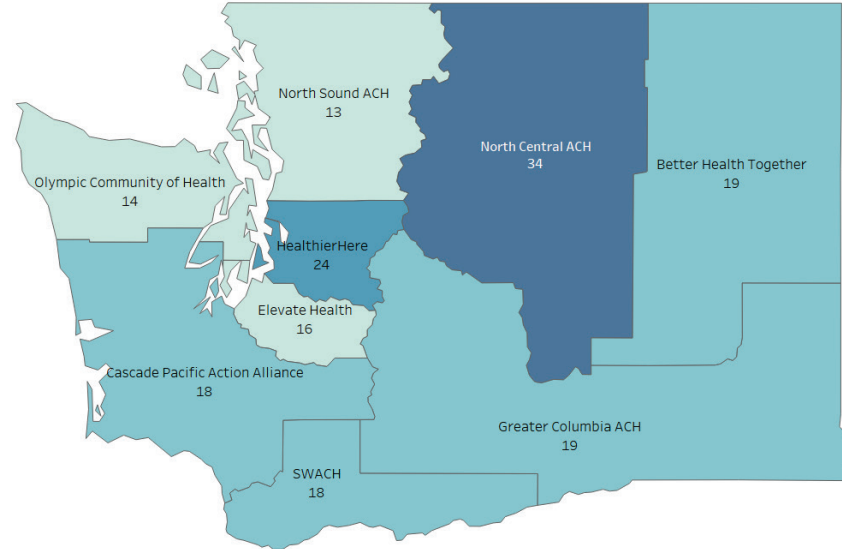 North Sound ACH
13
North Central ACH
34
Better Health Together
19
Olympic Community of Health
14
HealthierHere
24
Elevate Health
16
Cascade Pacific Action Alliance
18
Greater Columbia ACH
19
SWACH
18